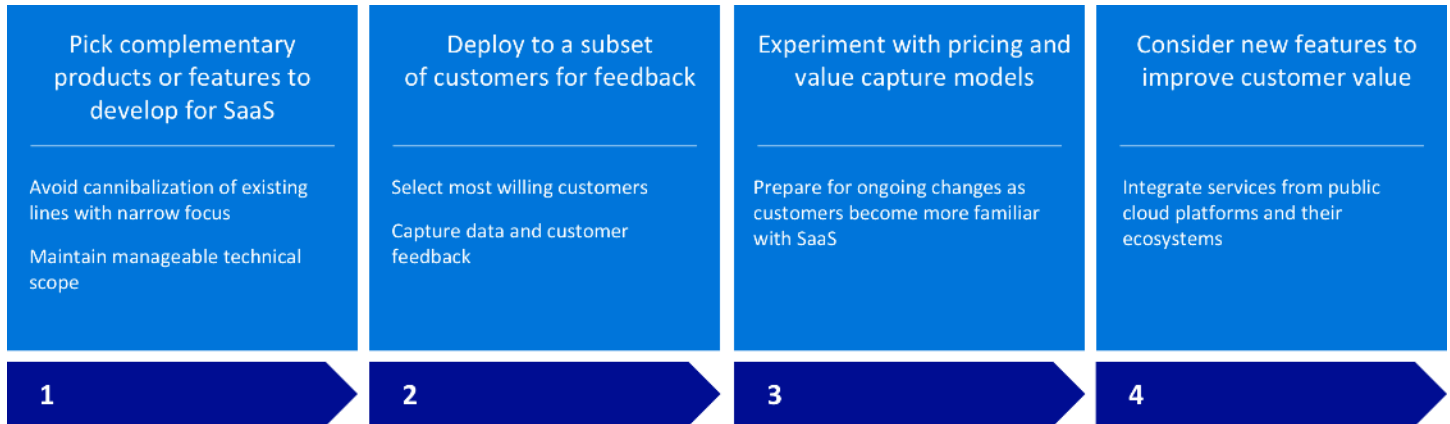 Pick complementary
products or features to
develop for SaaS
Avoid cannibalization of existing
lines with narrow focus
Maintain manageable technical
scope
1
Deploy to a subset
of customers for feedback
Select most willing customers
Capture data and customer
feedback
2
Experiment with pricing and
value capture models
Prepare for ongoing changes as
customers become more familiar
with SaaS
3
Consider new features to
improve customer value
Integrate services from public
cloud platforms and their
ecosystems
4